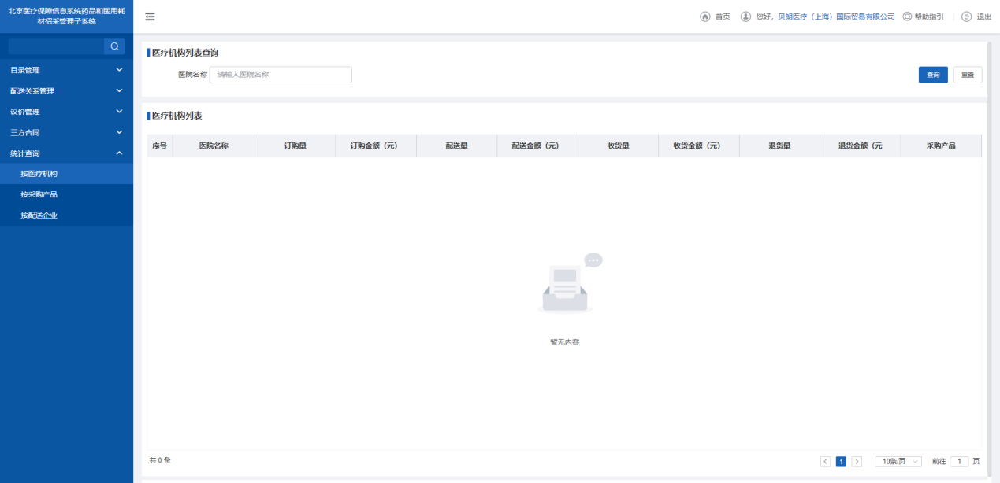 北京医疗保障信息系统药品和医用耗
材招采管理子系统
首页
您好，贝朗医疗（上海）国际贸易有限公司
帮助指引
退出
目录管理
配送关系管理
议价管理
三方合同
统计查询
按医疗机构
按采购产品
按配送企业
医疗机构列表查询
医院名称 请输入医院名称
查询 重置
医疗机构列表
序号 医院名称 订购量 订购金额（元） 配送量 配送金额（元） 收货量 收货金额（元） 退货量 退货金额（元 采购产品
暂无内容
共 0 条
1 10条/页 前往 1 页